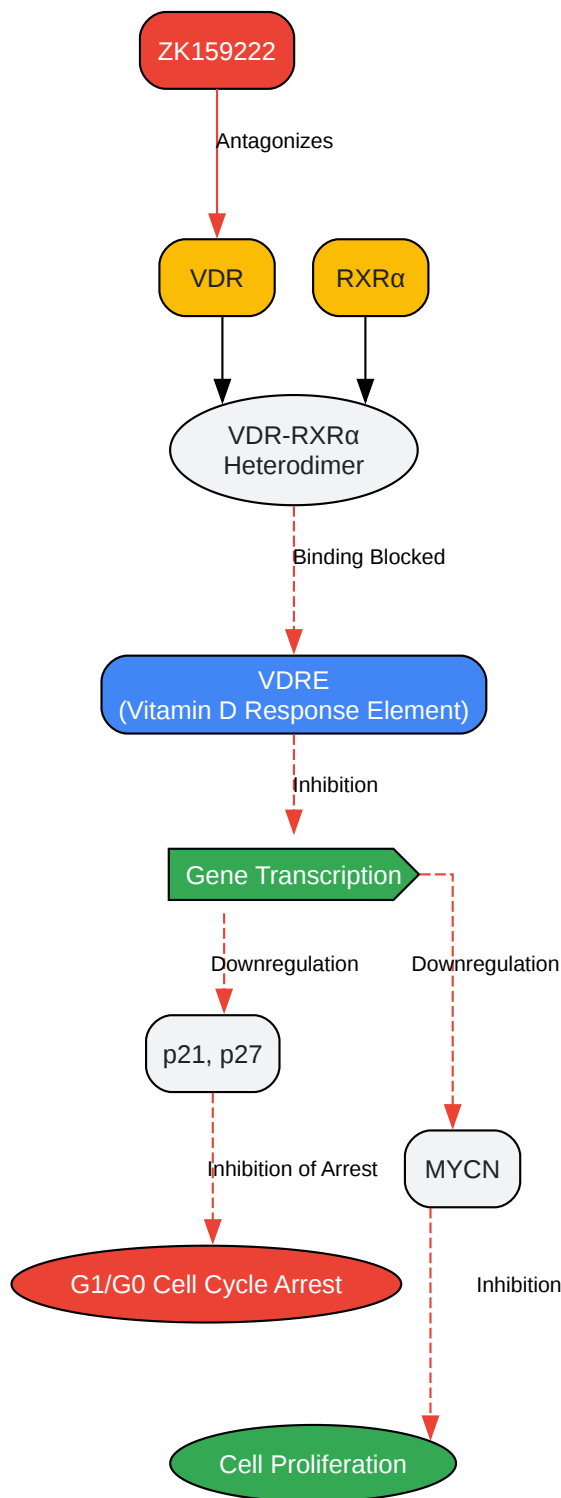 ZK159222
Antagonizes
VDR
RXRα
VDR-RXRα
Heterodimer
Binding Blocked
VDRE
(Vitamin D Response Element)
Inhibition
Gene Transcription
Downregulation
Downregulation
p21, p27
MYCN
Inhibition of Arrest
G1/G0 Cell Cycle Arrest
Inhibition
Cell Proliferation